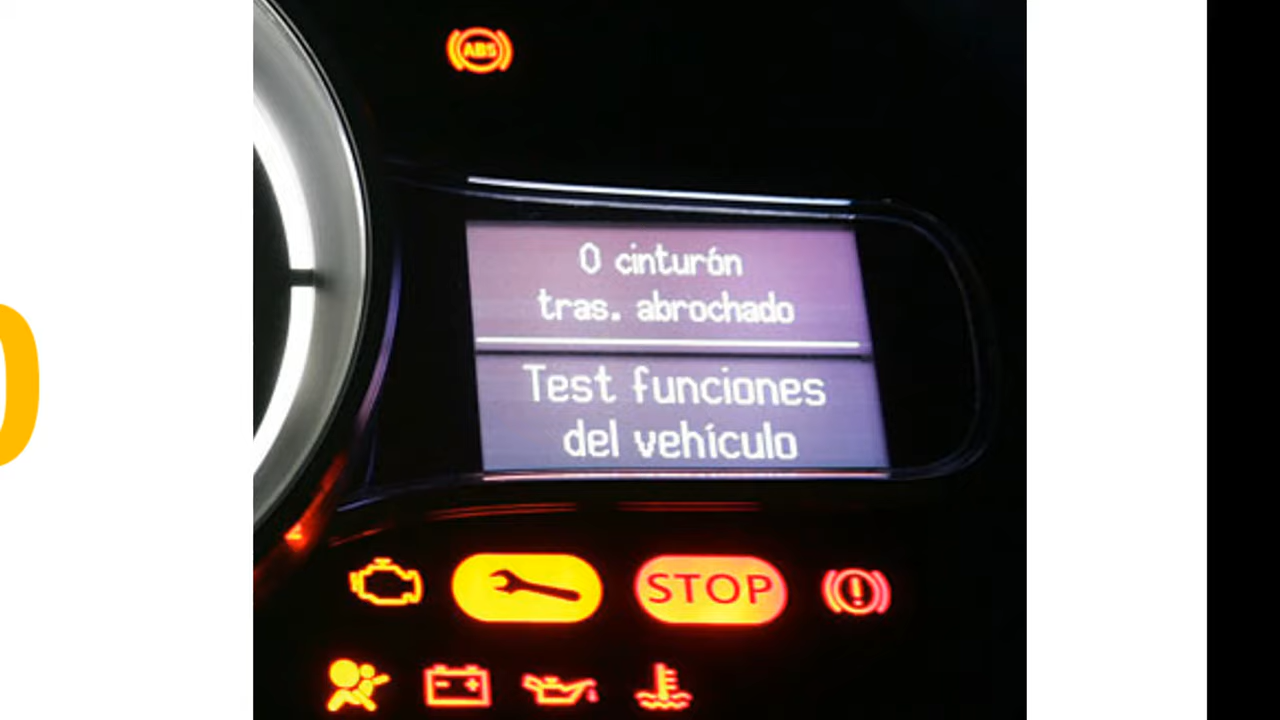 ABS
0 cinturón
tras. abrochado
Test funciones
del vehículo
STOP